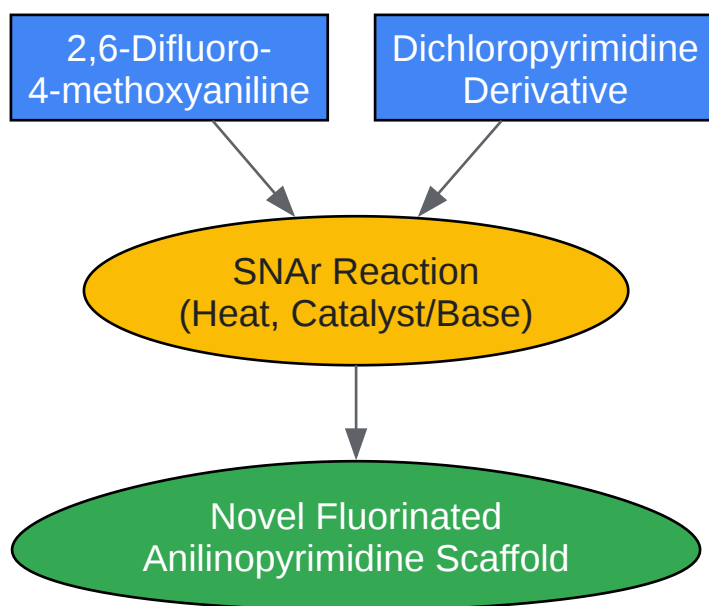 2,6-Difluoro-
4-methoxyaniline
Dichloropyrimidine
Derivative
SNAr Reaction
(Heat, Catalyst/Base)
Novel Fluorinated
Anilinopyrimidine Scaffold